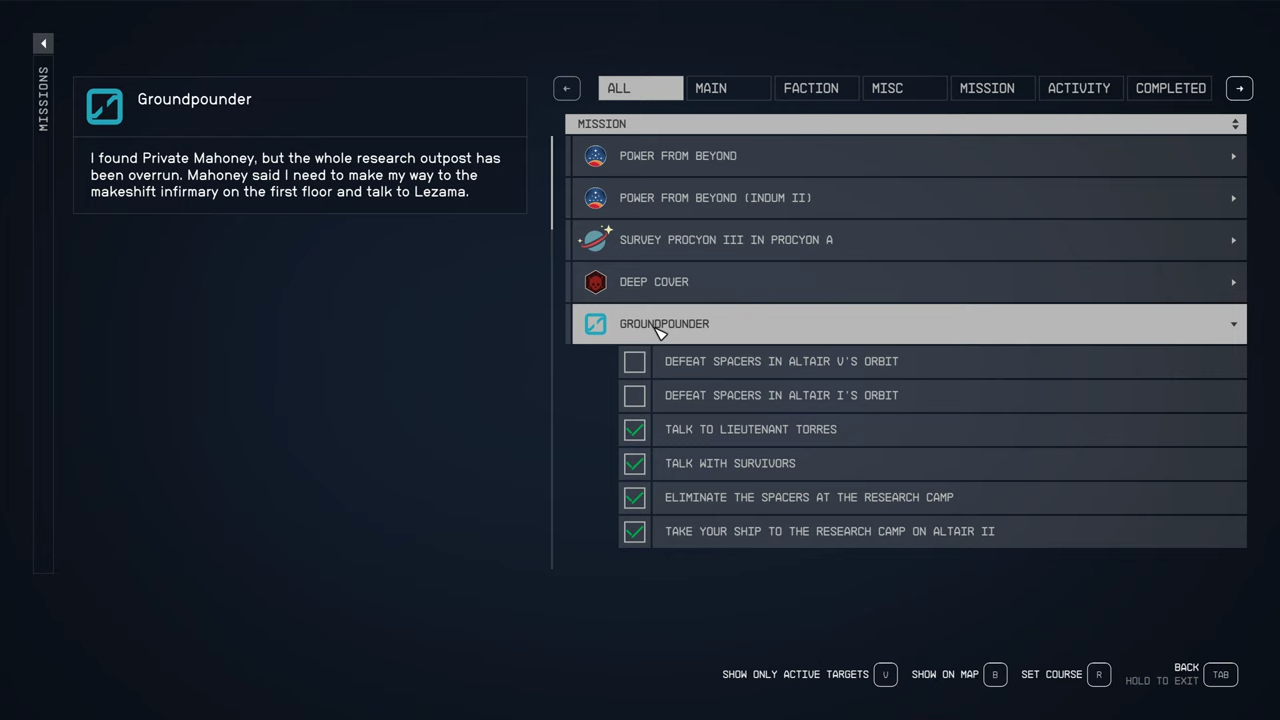 MISSIONS
Groundpounder
I found Private Mahoney, but the whole research outpost has
been overrun. Mahoney said I need to make my way to the
makeshift infirmary on the first floor and talk to Lezama.
ALL
MAIN
FACTION
MISC
MISSION
ACTIVITY
COMPLETED
MISSION
POWER FROM BEYOND
POWER FROM BEYOND (INDUM II)
SURVEY PROCYON III IN PROCYON A
DEEP COVER
GROUNDPOUNDER
DEFEAT SPACERS IN ALTAIR V'S ORBIT
DEFEAT SPACERS IN ALTAIR I'S ORBIT
TALK TO LIEUTENANT TORRES
TALK WITH SURVIVORS
ELIMINATE THE SPACERS AT THE RESEARCH CAMP
TAKE YOUR SHIP TO THE RESEARCH CAMP ON ALTAIR II
SHOW ONLY ACTIVE TARGETS V
SHOW ON MAP B
SET COURSE R
BACK
HOLD TO EXIT TAB